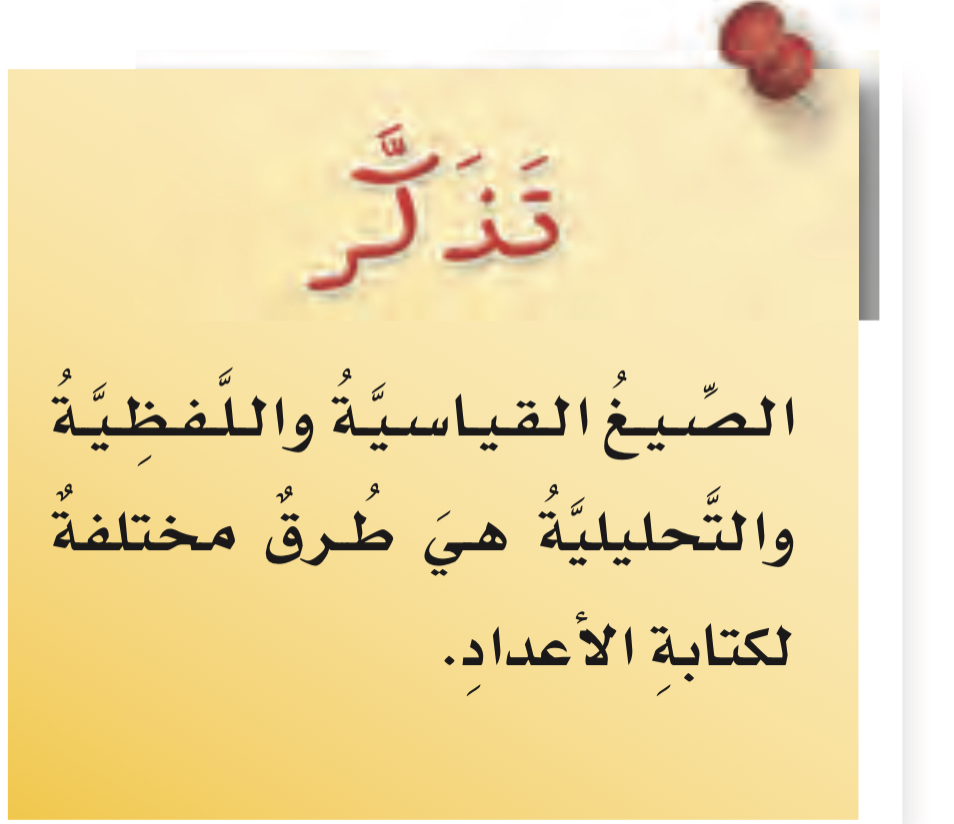 تَذَكَّر
الصِّيغُ القياسيَّةُ واللَّفظِيَّةُ
والتَّحليليَّةُ هيَ طُرقٌ مختلفةٌ
لكتابةِ الأعدادِ.